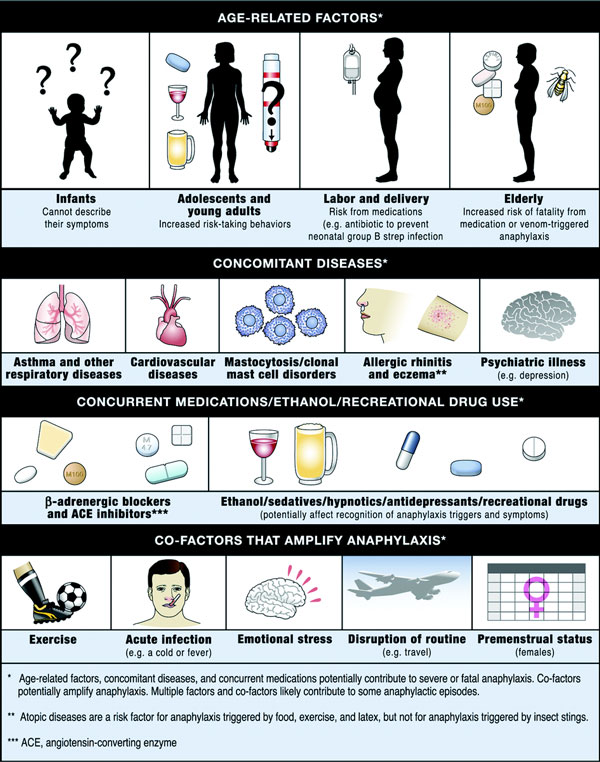 AGE-RELATED FACTORS*
? ? ?
?
M100
Infants
Cannot describe
their symptoms
Adolescents and
young adults
Increased risk-taking behaviors
Labor and delivery
Risk from medications
(e.g. antibiotic to prevent
neonatal group B strep infection
Elderly
Increased risk of fatality from
medication or venom-triggered
anaphylaxis
CONCOMITANT DISEASES*
Asthma and other
respiratory diseases
Cardiovascular
diseases
Mastocytosis/clonal
mast cell disorders
Allergic rhinitis
and eczema**
Psychiatric illness
(e.g. depression)
CONCURRENT MEDICATIONS/ETHANOL/RECREATIONAL DRUG USE*
M
4.7
M100
β-adrenergic blockers
and ACE inhibitors***
Ethanol/sedatives/hypnotics/antidepressants/recreational drugs
(potentially affect recognition of anaphylaxis triggers and symptoms)
CO-FACTORS THAT AMPLIFY ANAPHYLAXIS*
Exercise
Acute infection
(e.g. a cold or fever)
Emotional stress
Disruption of routine
(e.g. travel)
Premenstrual status
(females)
* Age-related factors, concomitant diseases, and concurrent medications potentially contribute to severe or fatal anaphylaxis. Co-factors
potentially amplify anaphylaxis. Multiple factors and co-factors likely contribute to some anaphylactic episodes.
** Atopic diseases are a risk factor for anaphylaxis triggered by food, exercise, and latex, but not for anaphylaxis triggered by insect stings.
*** ACE, angiotensin-converting enzyme